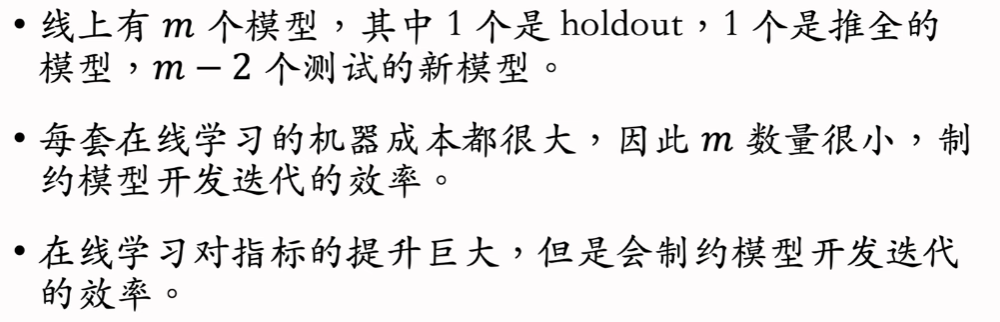 • 线上有 m 个模型，其中 1 个是 holdout，1 个是推全的
模型，m − 2 个测试的新模型。
• 每套在线学习的机器成本都很大，因此 m 数量很小，制
约模型开发迭代的效率。
• 在线学习对指标的提升巨大，但是会制约模型开发迭代
的效率。